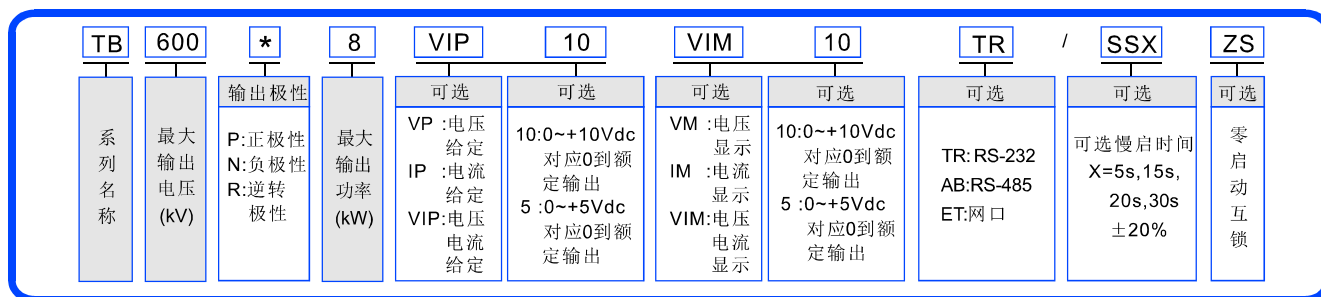 TB 600 * 8 VIP 10 VIM 10 TR / SSX ZS
系
列
名
称
最大
输出
电压
(kV)
输出极性
P:正极性
N:负极性
R:逆转
极性
最大
输出
功率
(kW)
可选
VP :电压
给定
IP :电流
给定
VIP:电压
电流
给定
可选
10:0~+10Vdc
对应0到额
定输出
5 :0~+5Vdc
对应0到额
定输出
可选
VM :电压
显示
IM :电流
显示
VIM:电压
电流
显示
可选
10:0~+10Vdc
对应0到额
定输出
5 :0~+5Vdc
对应0到额
定输出
可选
TR:RS-232
AB:RS-485
ET:网口
可选
可选慢启时间
X=5s,15s,
20s,30s
±20%
可选
零
启
动
互
锁